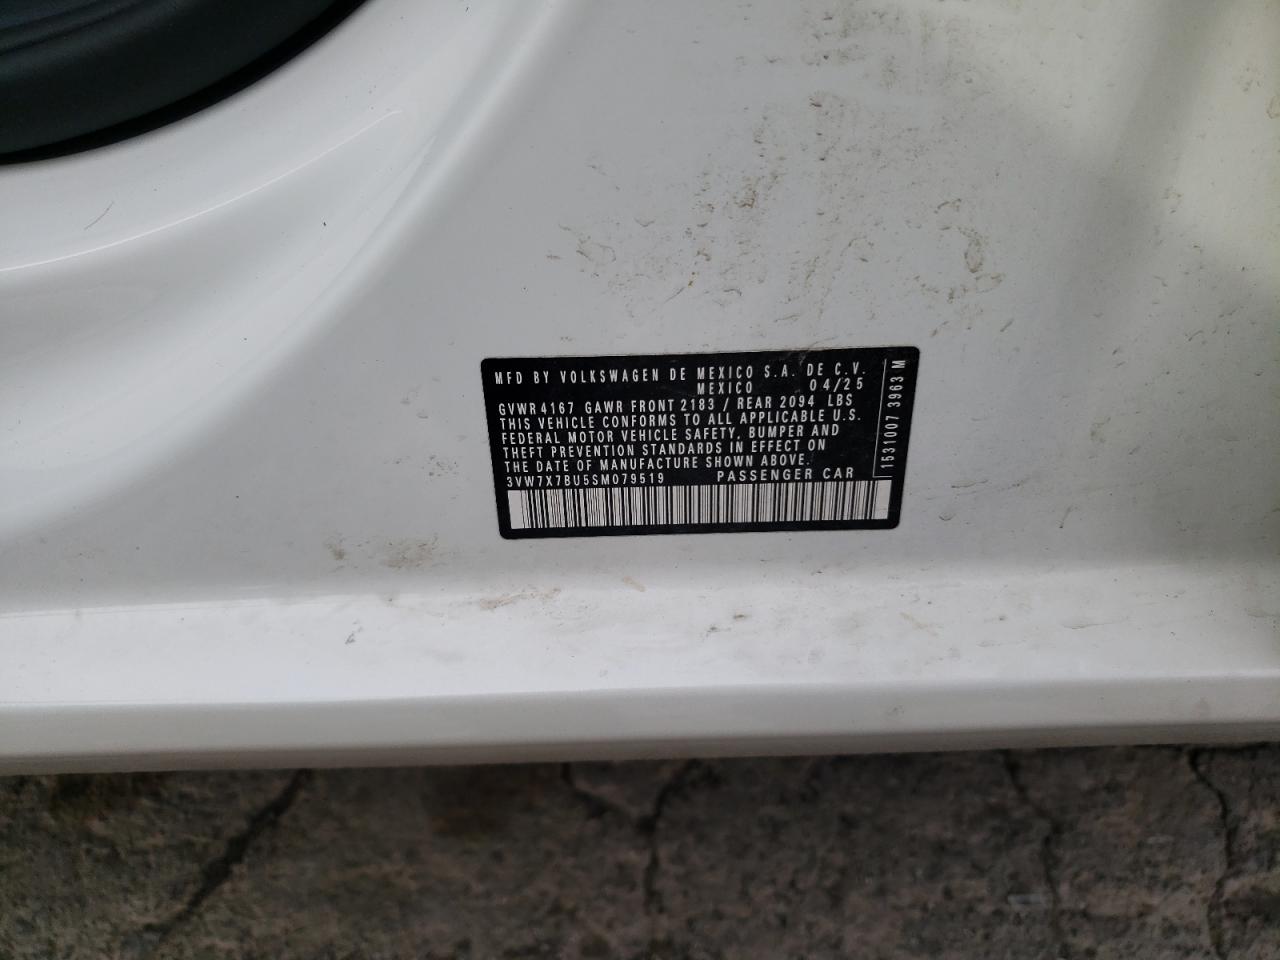 MFD BY VOLKSWAGEN DE MEXICO S.A. DE C.V.
MEXICO 04/25
GVWR 4167 GAWR FRONT 2183 / REAR 2094 LBS
THIS VEHICLE CONFORMS TO ALL APPLICABLE U.S.
FEDERAL MOTOR VEHICLE SAFETY, BUMPER AND
THEFT PREVENTION STANDARDS IN EFFECT ON
THE DATE OF MANUFACTURE SHOWN ABOVE.
3VW7X7BU5SM079519 PASSENGER CAR
1531007 3963 M